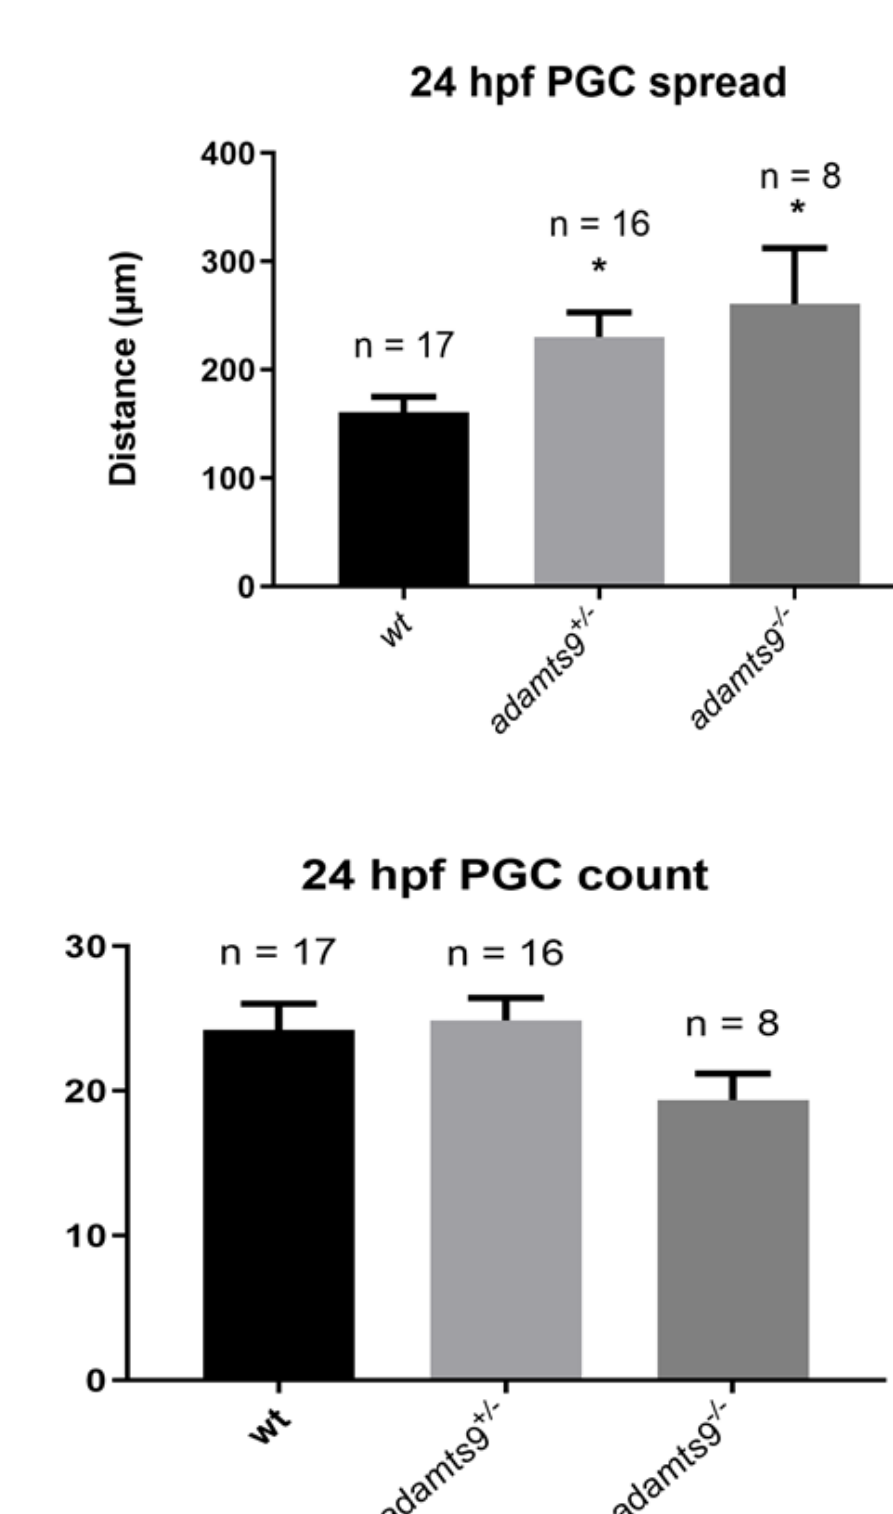 24 hpf PGC spread
400
300
200
100
0
Distance (µm)
n = 17
n = 16
*
n = 8
*
wt
adamts9+/-
adamts9-/-
24 hpf PGC count
30
20
10
0
n = 17
n = 16
n = 8
wt
adamts9+/-
adamts9-/-